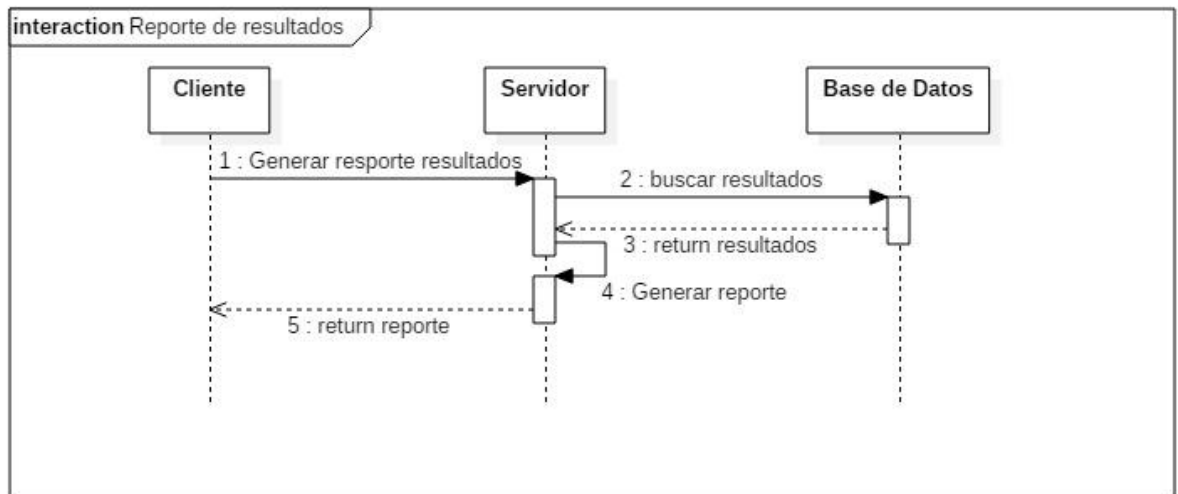 interaction Reporte de resultados
Cliente
Servidor
Base de Datos
1 : Generar resporte resultados
2 : buscar resultados
3 : return resultados
4 : Generar reporte
5 : return reporte